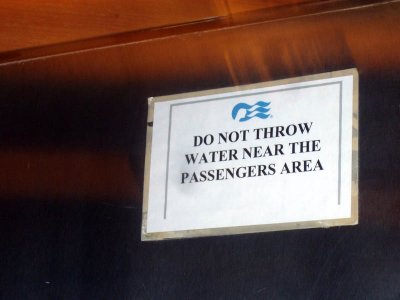 DO NOT THROW
WATER NEAR THE
PASSENGERS AREA